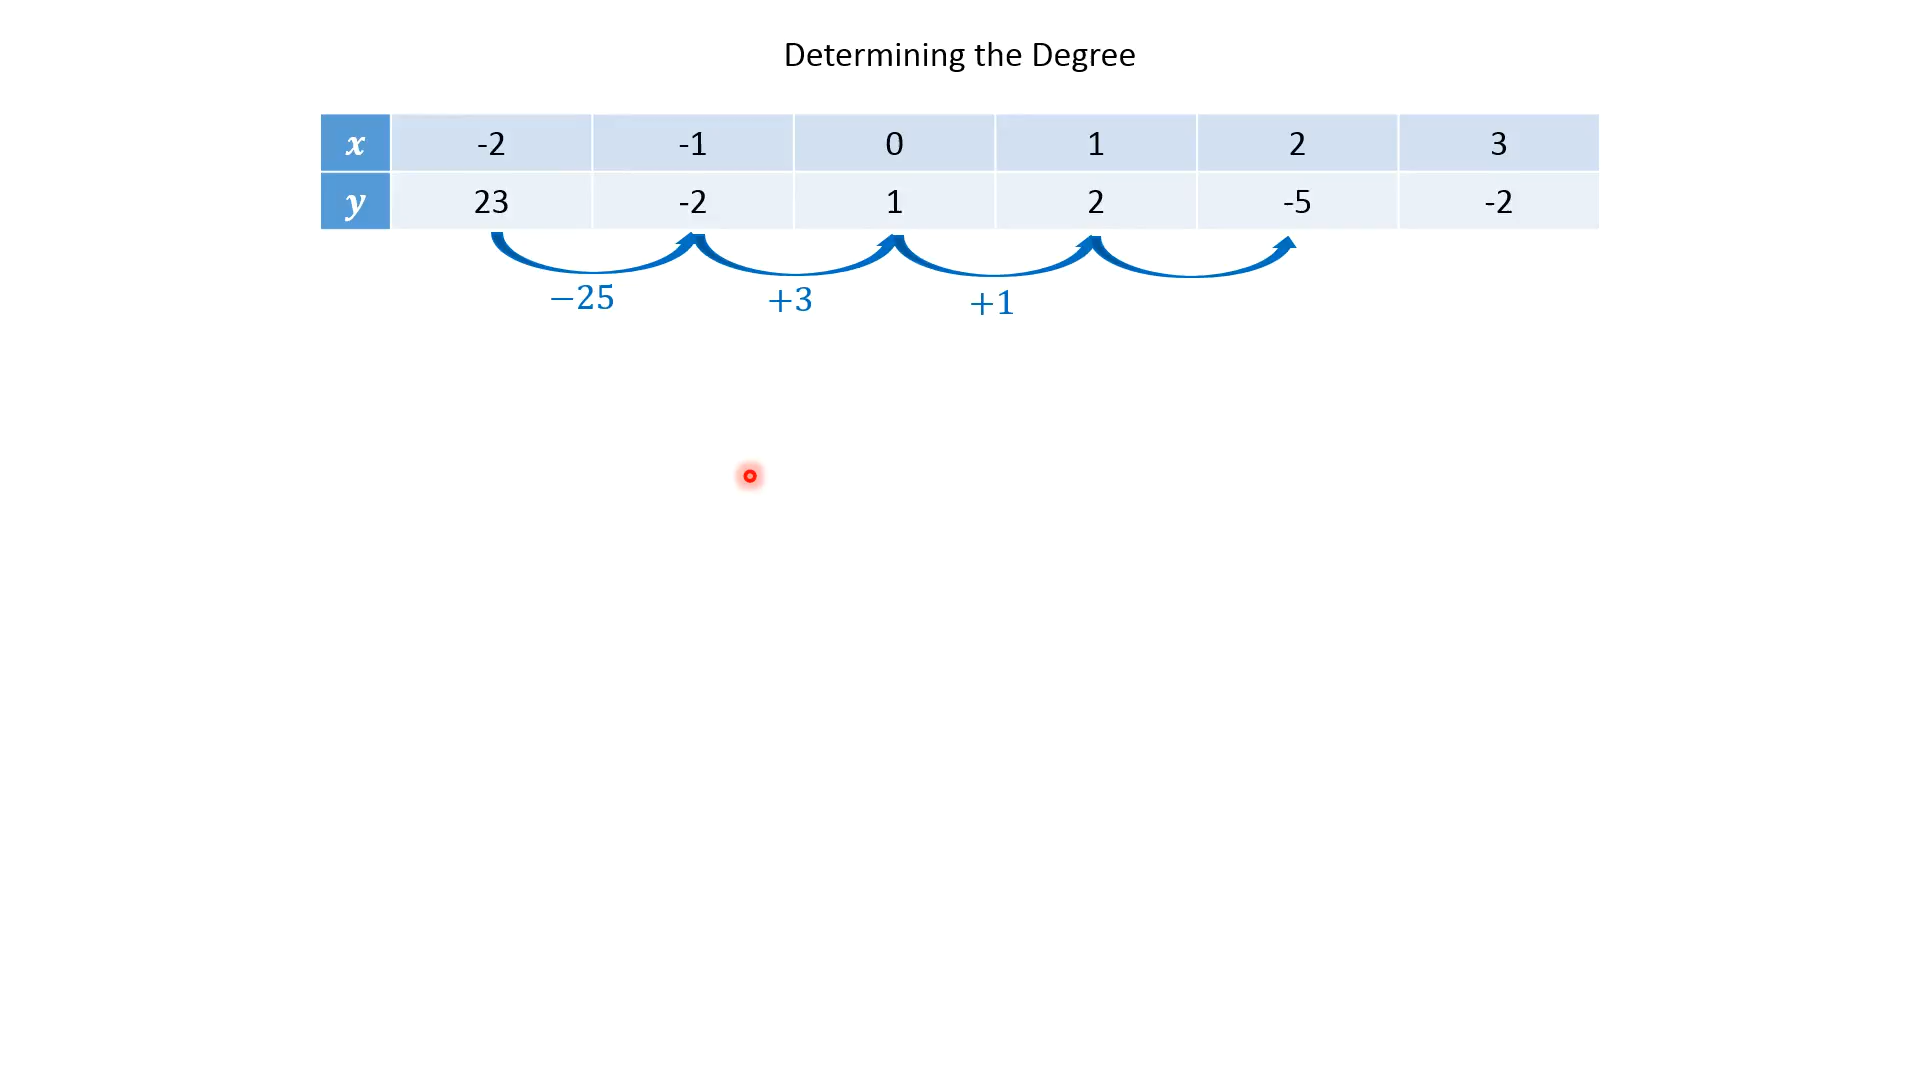 Determining the Degree
x -2 -1 0 1 2 3
y 23 -2 1 2 -5 -2
−25 +3 +1